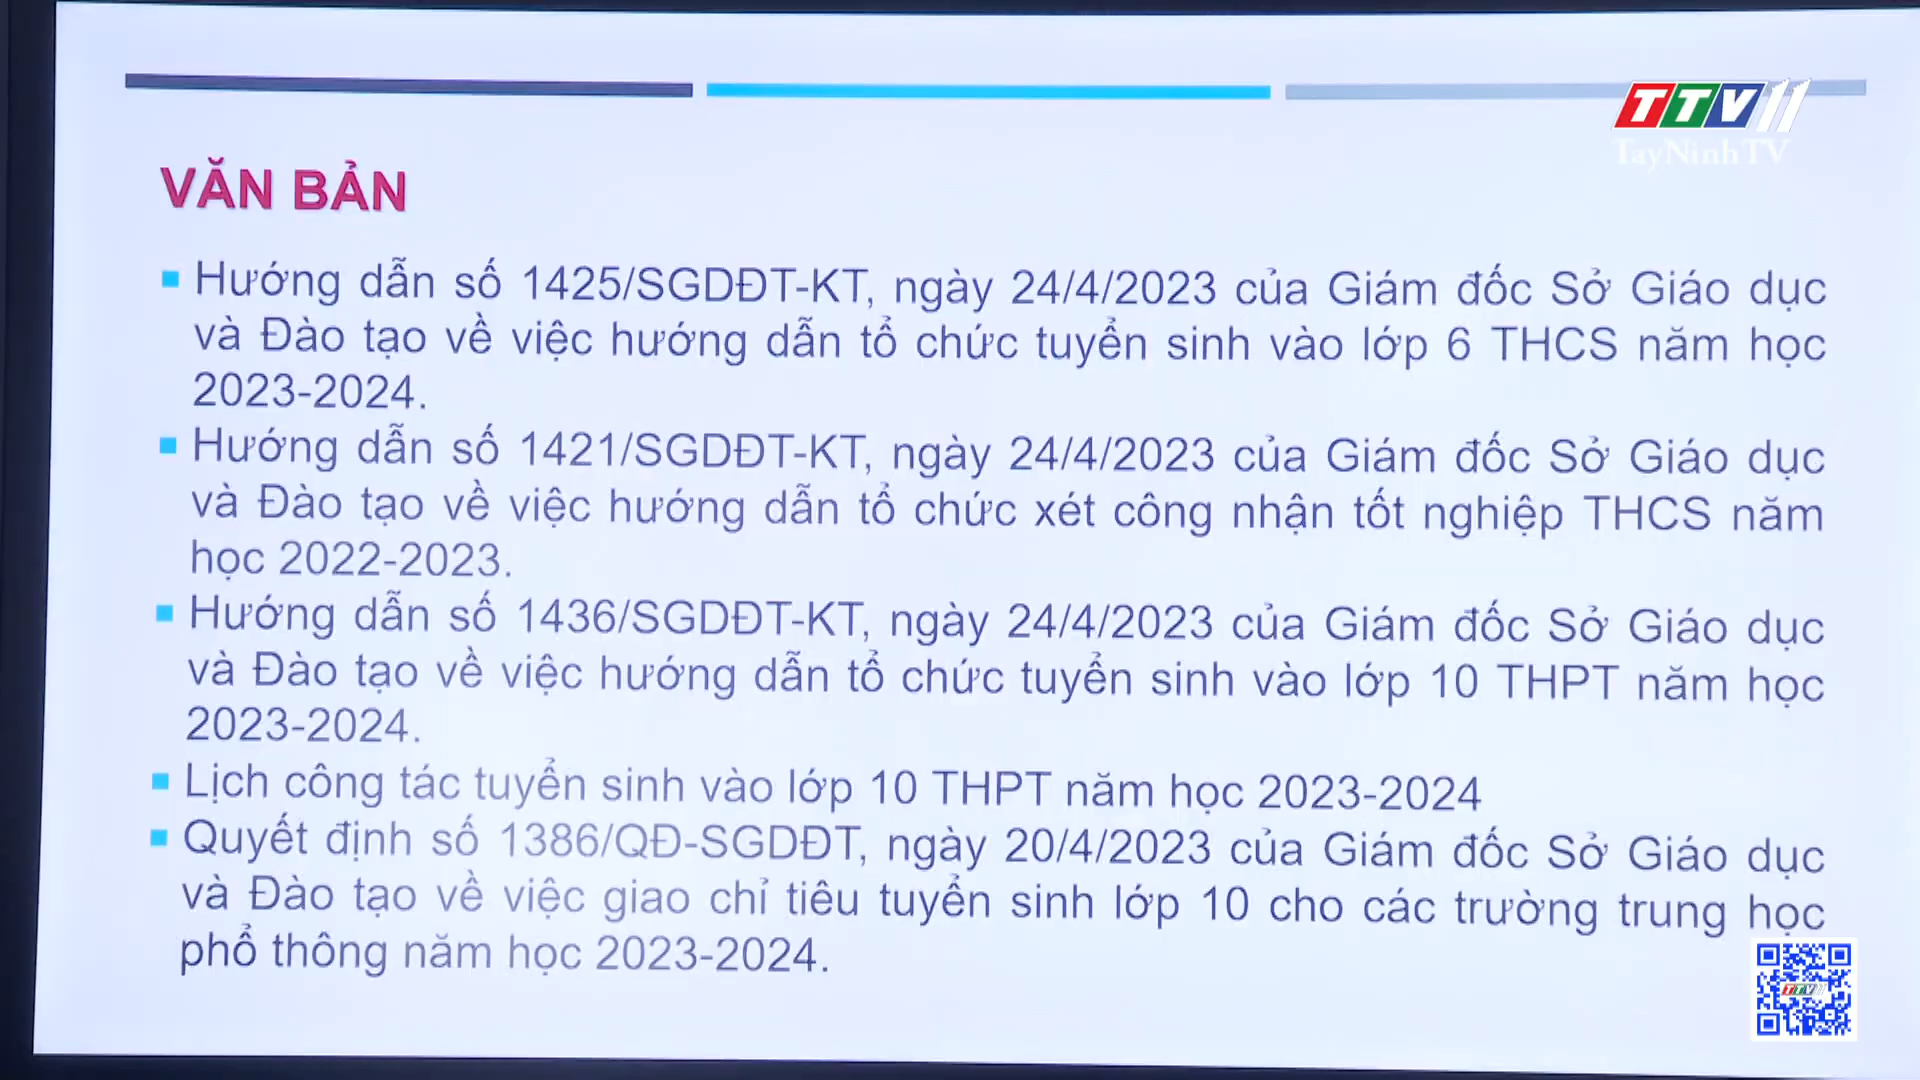 TTV11
TayNinhTV
VĂN BẢN
Hướng dẫn số 1425/SGDĐT-KT, ngày 24/4/2023 của Giám đốc Sở Giáo dục
và Đào tạo về việc hướng dẫn tổ chức tuyển sinh vào lớp 6 THCS năm học
2023-2024.
Hướng dẫn số 1421/SGDĐT-KT, ngày 24/4/2023 của Giám đốc Sở Giáo dục
và Đào tạo về việc hướng dẫn tổ chức xét công nhận tốt nghiệp THCS năm
học 2022-2023.
Hướng dẫn số 1436/SGDĐT-KT, ngày 24/4/2023 của Giám đốc Sở Giáo dục
và Đào tạo về việc hướng dẫn tổ chức tuyển sinh vào lớp 10 THPT năm học
2023-2024.
Lịch công tác tuyển sinh vào lớp 10 THPT năm học 2023-2024
Quyết định số 1386/QĐ-SGDĐT, ngày 20/4/2023 của Giám đốc Sở Giáo dục
và Đào tạo về việc giao chỉ tiêu tuyển sinh lớp 10 cho các trường trung học
phổ thông năm học 2023-2024.
TTV11